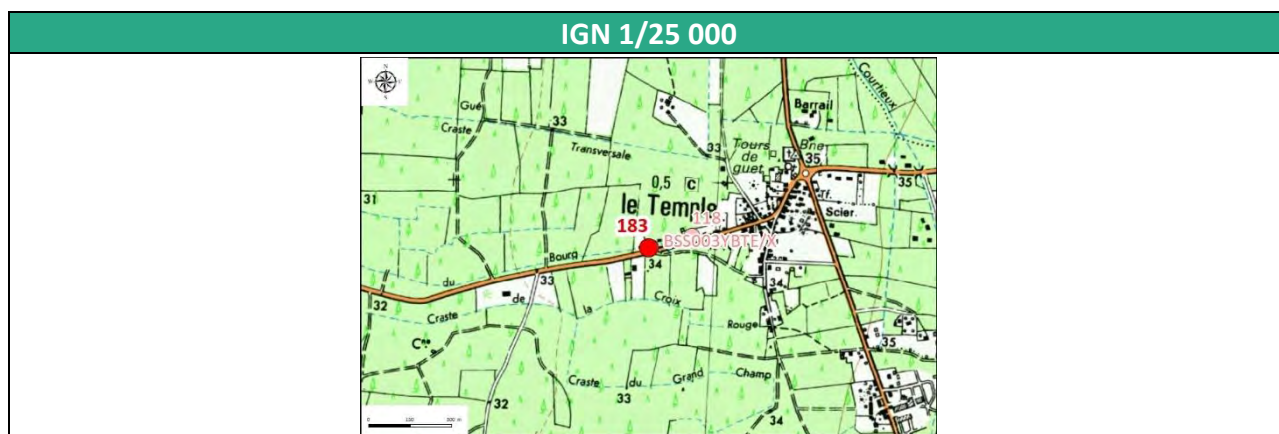 IGN 1/25 000
N
Courtieux
Gué
Barrail
33
Craste
Tours
de
guet
Bne
Transversale
33
35
35
0,5 C
31
le Temple
Scier.
118
183
BSS003YBTE/X
Bourg
34
34
du
33
32
de
la
Croix
Craste
Rouge
35
Craste
du
Grand
Champ
33
32
34